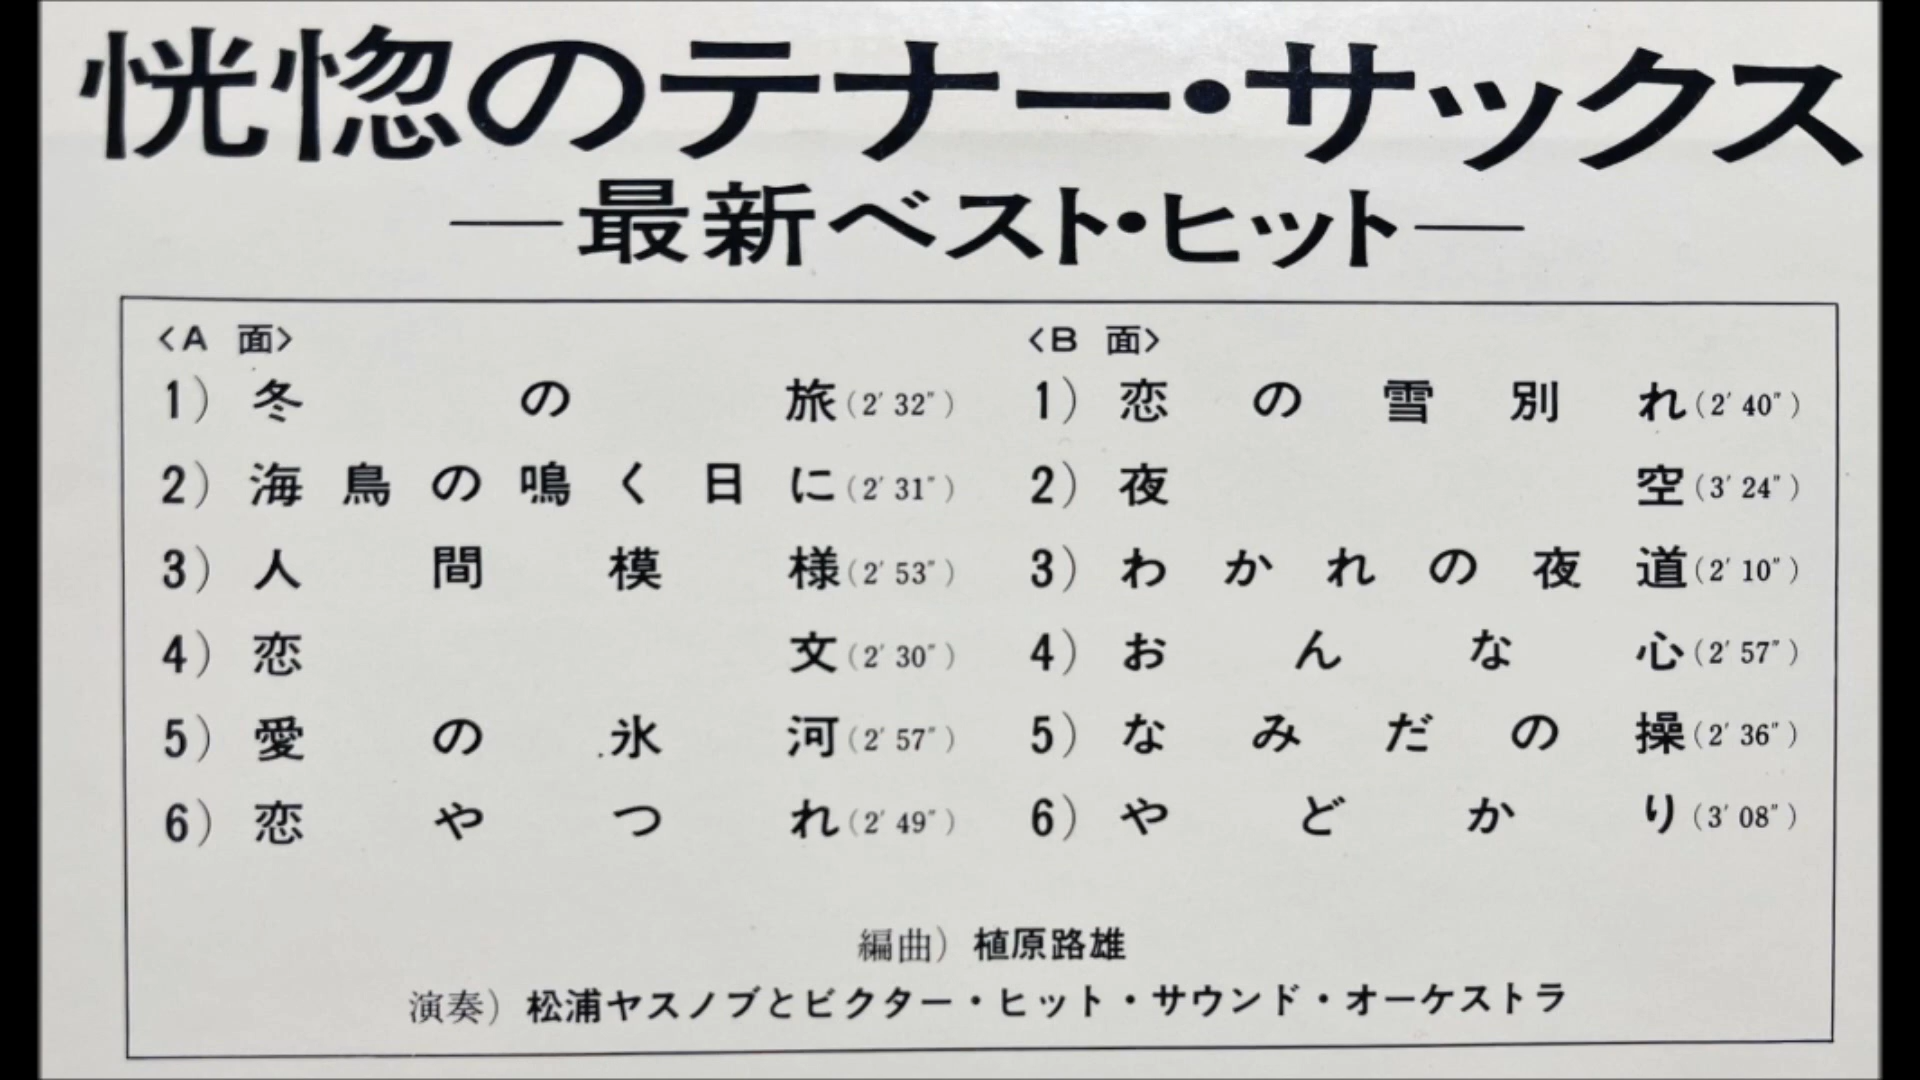 恍惚のテナー・サックス
—最新ベスト・ヒット—
<A 面>
1) 冬の旅(2′32″)
2) 海鳥の鳴く日に(2′31″)
3) 人間模様(2′53″)
4) 恋文(2′30″)
5) 愛の氷河(2′57″)
6) 恋やつれ(2′49″)
<B 面>
1) 恋の雪別れ(2′40″)
2) 夜空(3′24″)
3) わかれの夜道(2′10″)
4) おんな心(2′57″)
5) なみだの操(2′36″)
6) やどかり(3′08″)
編曲) 植原路雄
演奏) 松浦ヤスノブとビクター・ヒット・サウンド・オーケストラ